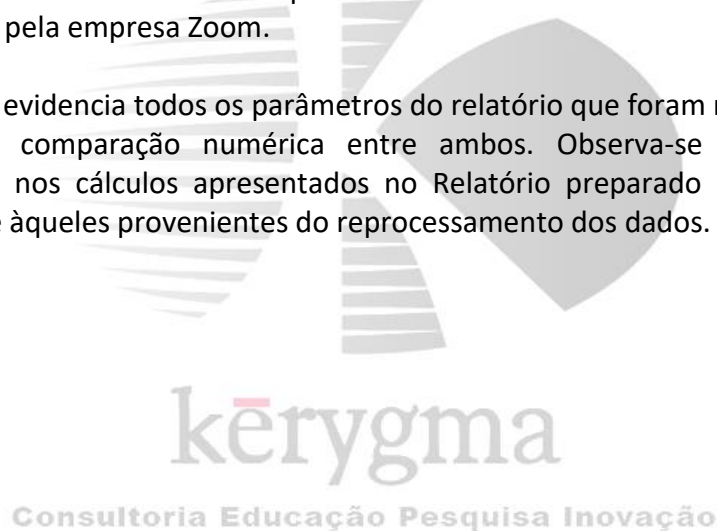 pela empresa Zoom.
evidencia todos os parâmetros do relatório que foram
comparação numérica entre ambos. Observa-se
nos cálculos apresentados no Relatório preparado
àqueles provenientes do reprocessamento dos dados.
kērygma
Consultoria Educação Pesquisa Inovação